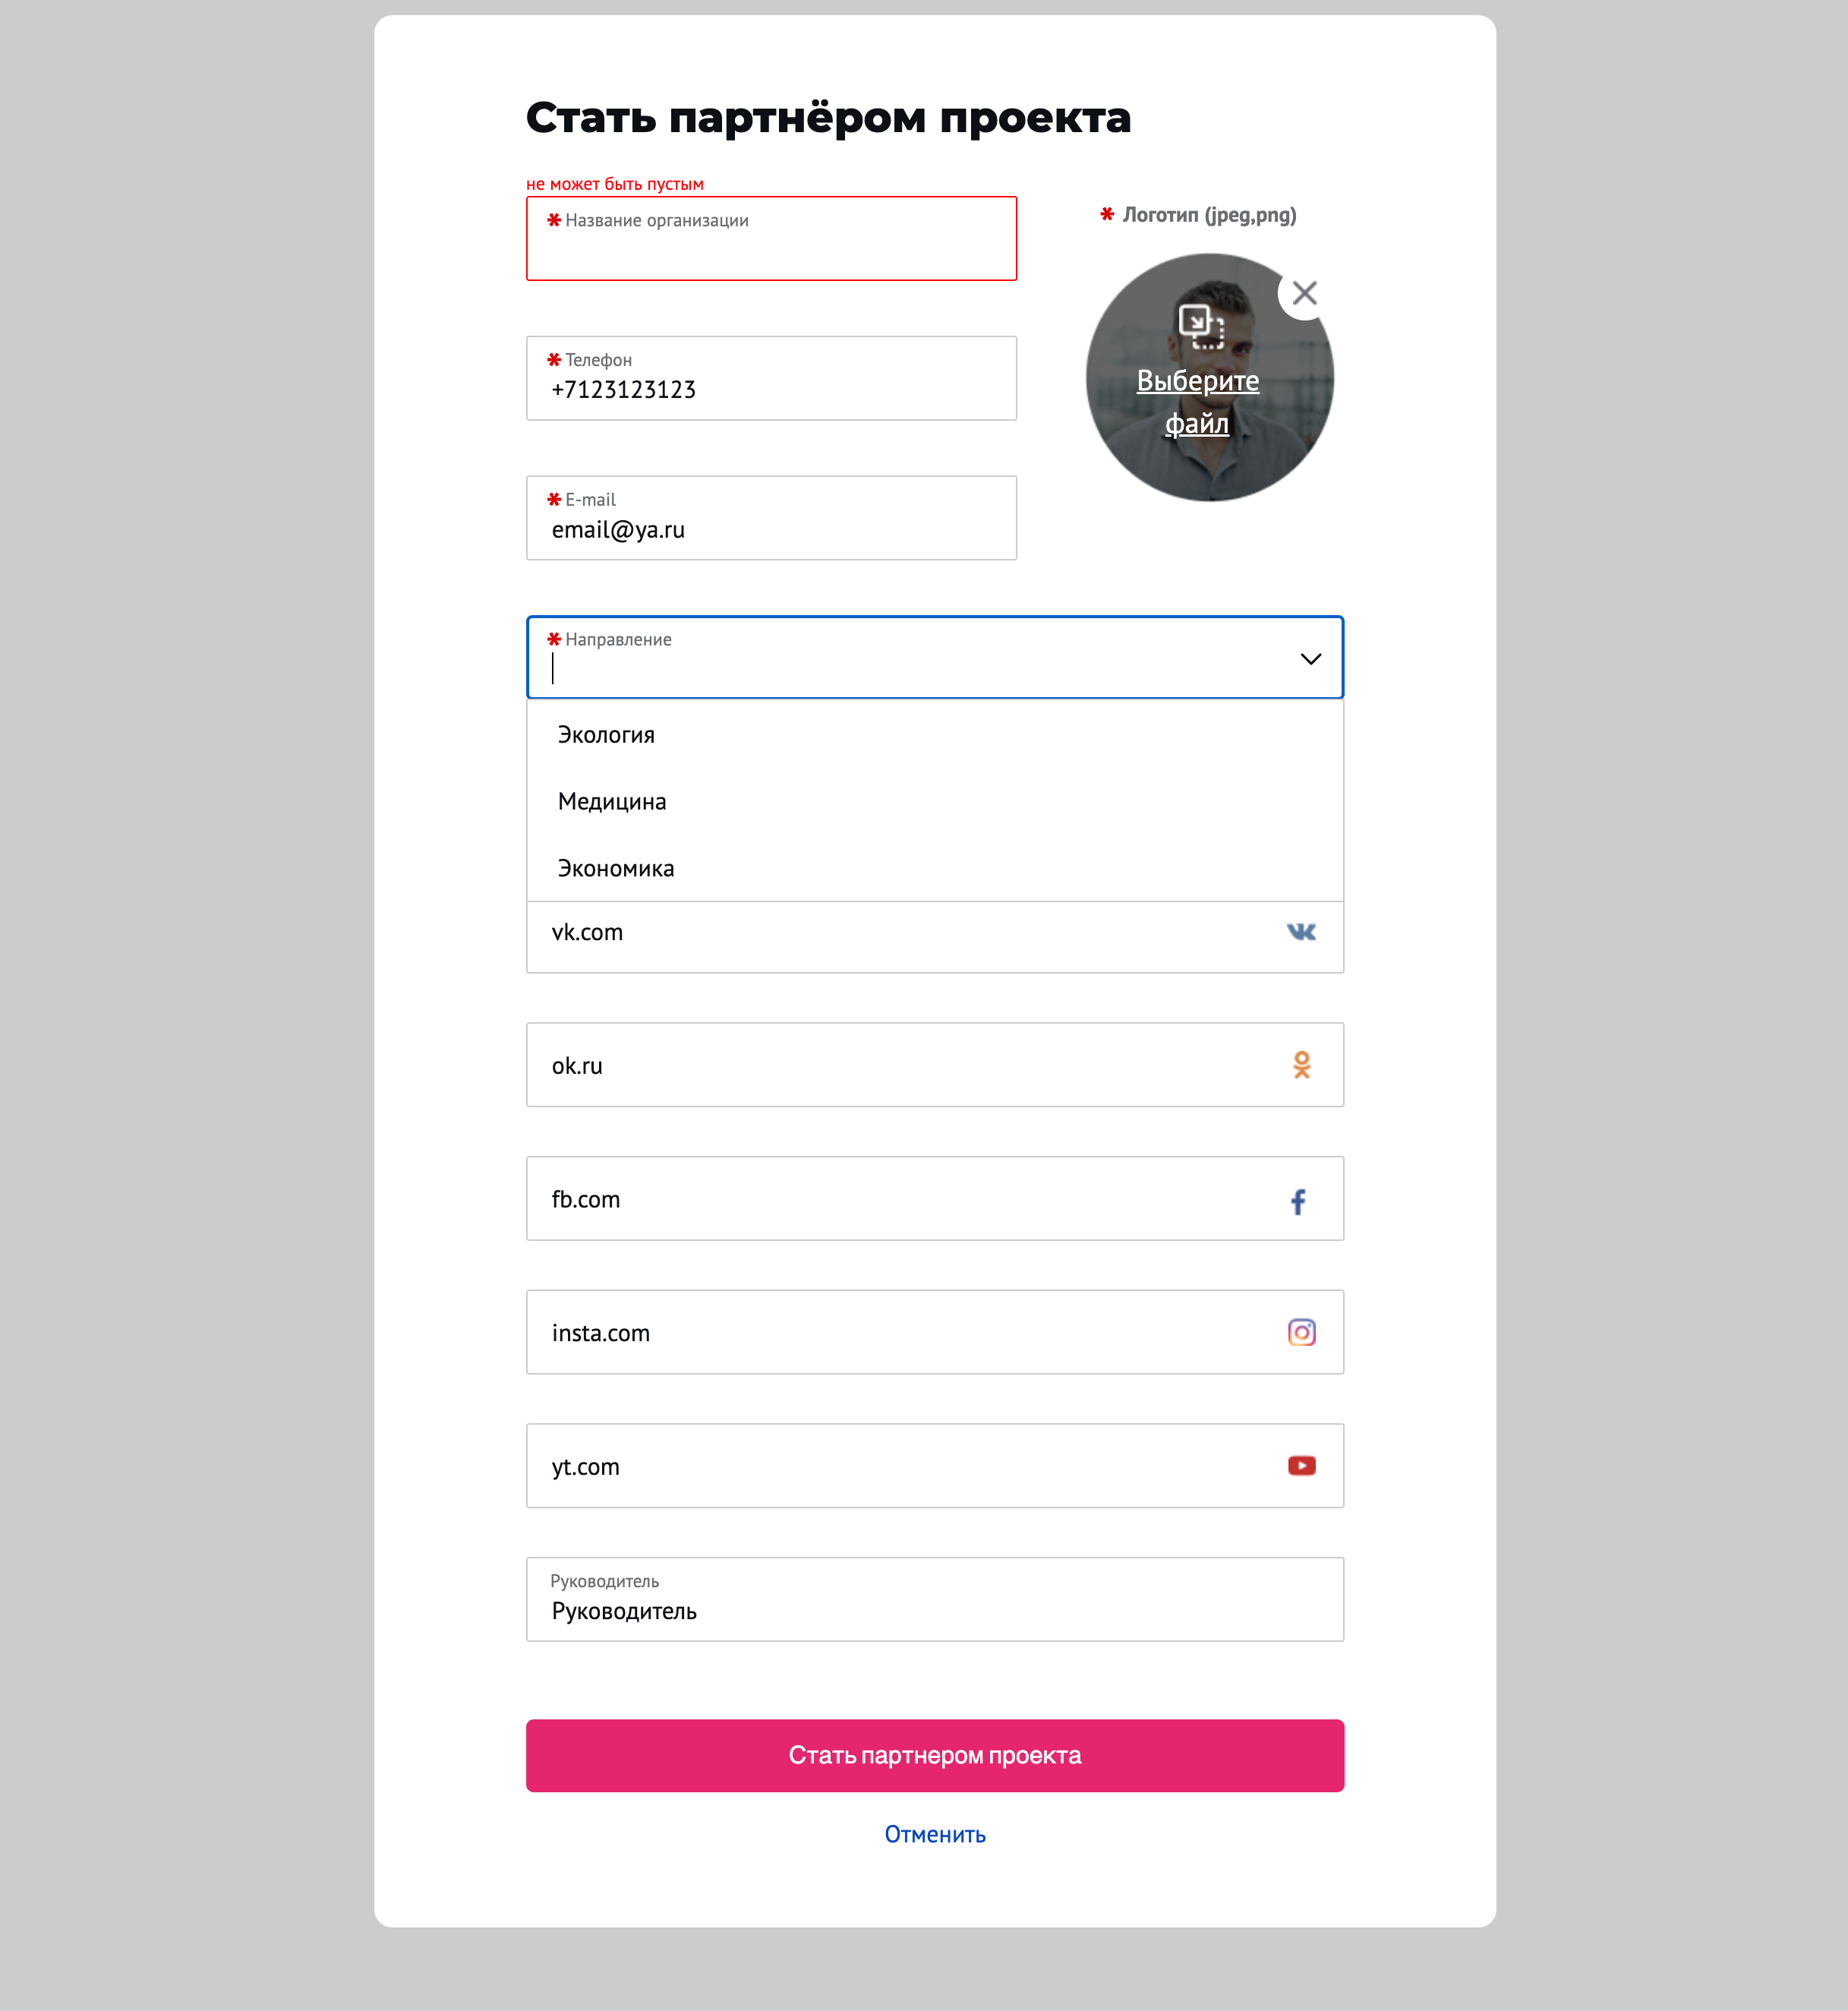 Стать партнёром проекта
не может быть пустым
* Название организации
* Логотип (jpeg,png)
Выберите
файл
* Телефон
+7123123123
* E-mail
email@ya.ru
* Направление
Экология
Медицина
Экономика
vk.com
ok.ru
fb.com
insta.com
yt.com
Руководитель
Руководитель
Стать партнером проекта
Отменить